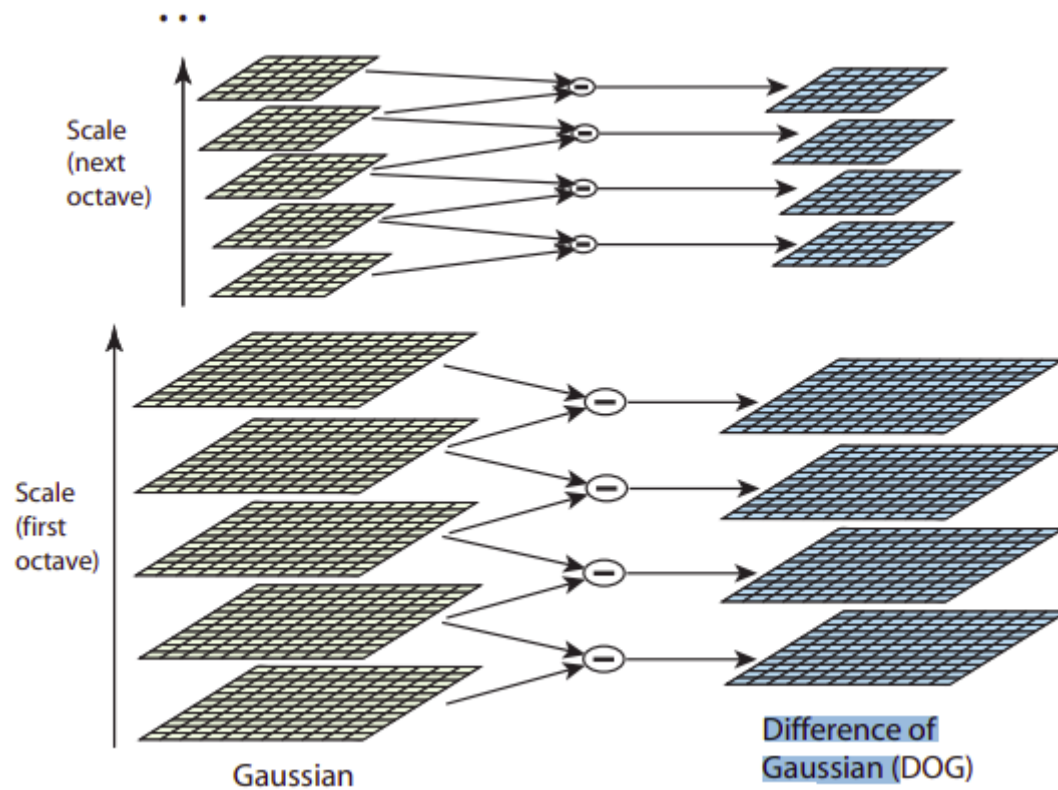 ...
Scale
(next
octave)
Scale
(first
octave)
Gaussian
Difference of
Gaussian (DOG)